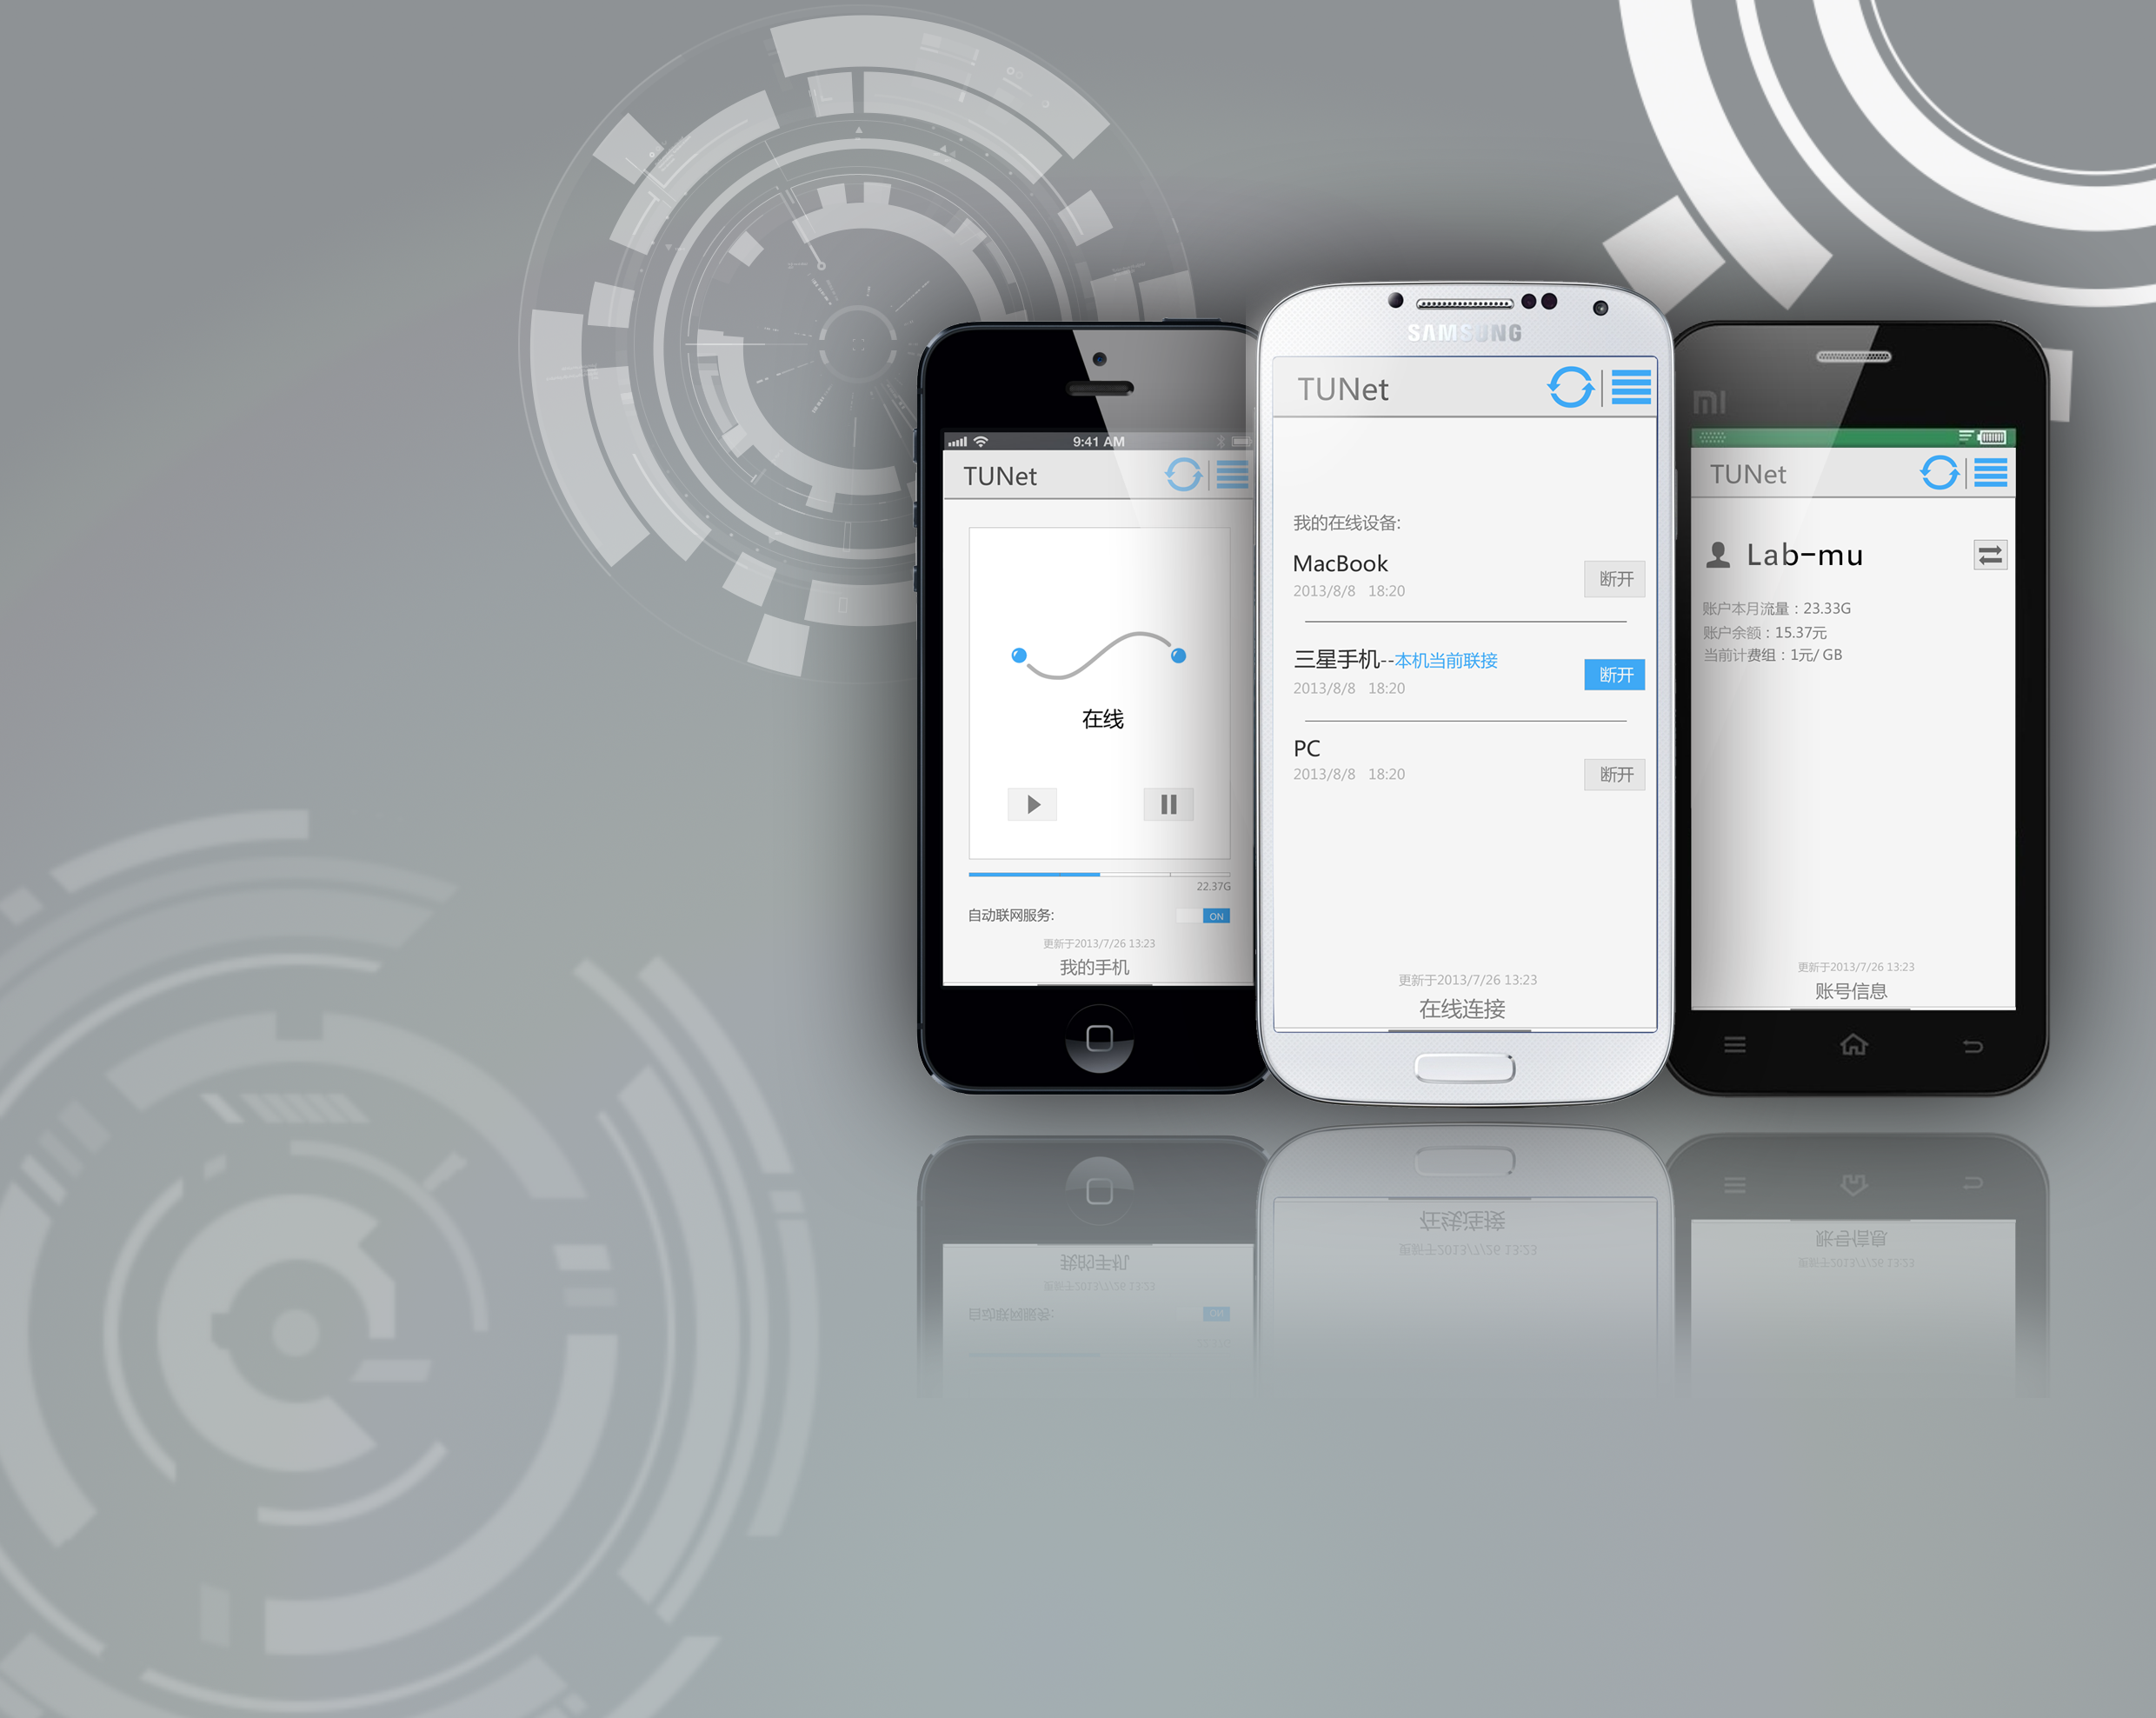 9:41 AM
TUNet
在线
22.37G
自动联网服务:
ON
更新于2013/7/26 13:23
我的手机
SAMSUNG
TUNet
我的在线设备:
MacBook
2013/8/8 18:20
断开
三星手机--本机当前联接
2013/8/8 18:20
断开
PC
2013/8/8 18:20
断开
更新于2013/7/26 13:23
在线连接
MI
TUNet
Lab-mu
账户本月流量：23.33G
账户余额：15.37元
当前计费组：1元/ GB
更新于2013/7/26 13:23
账号信息